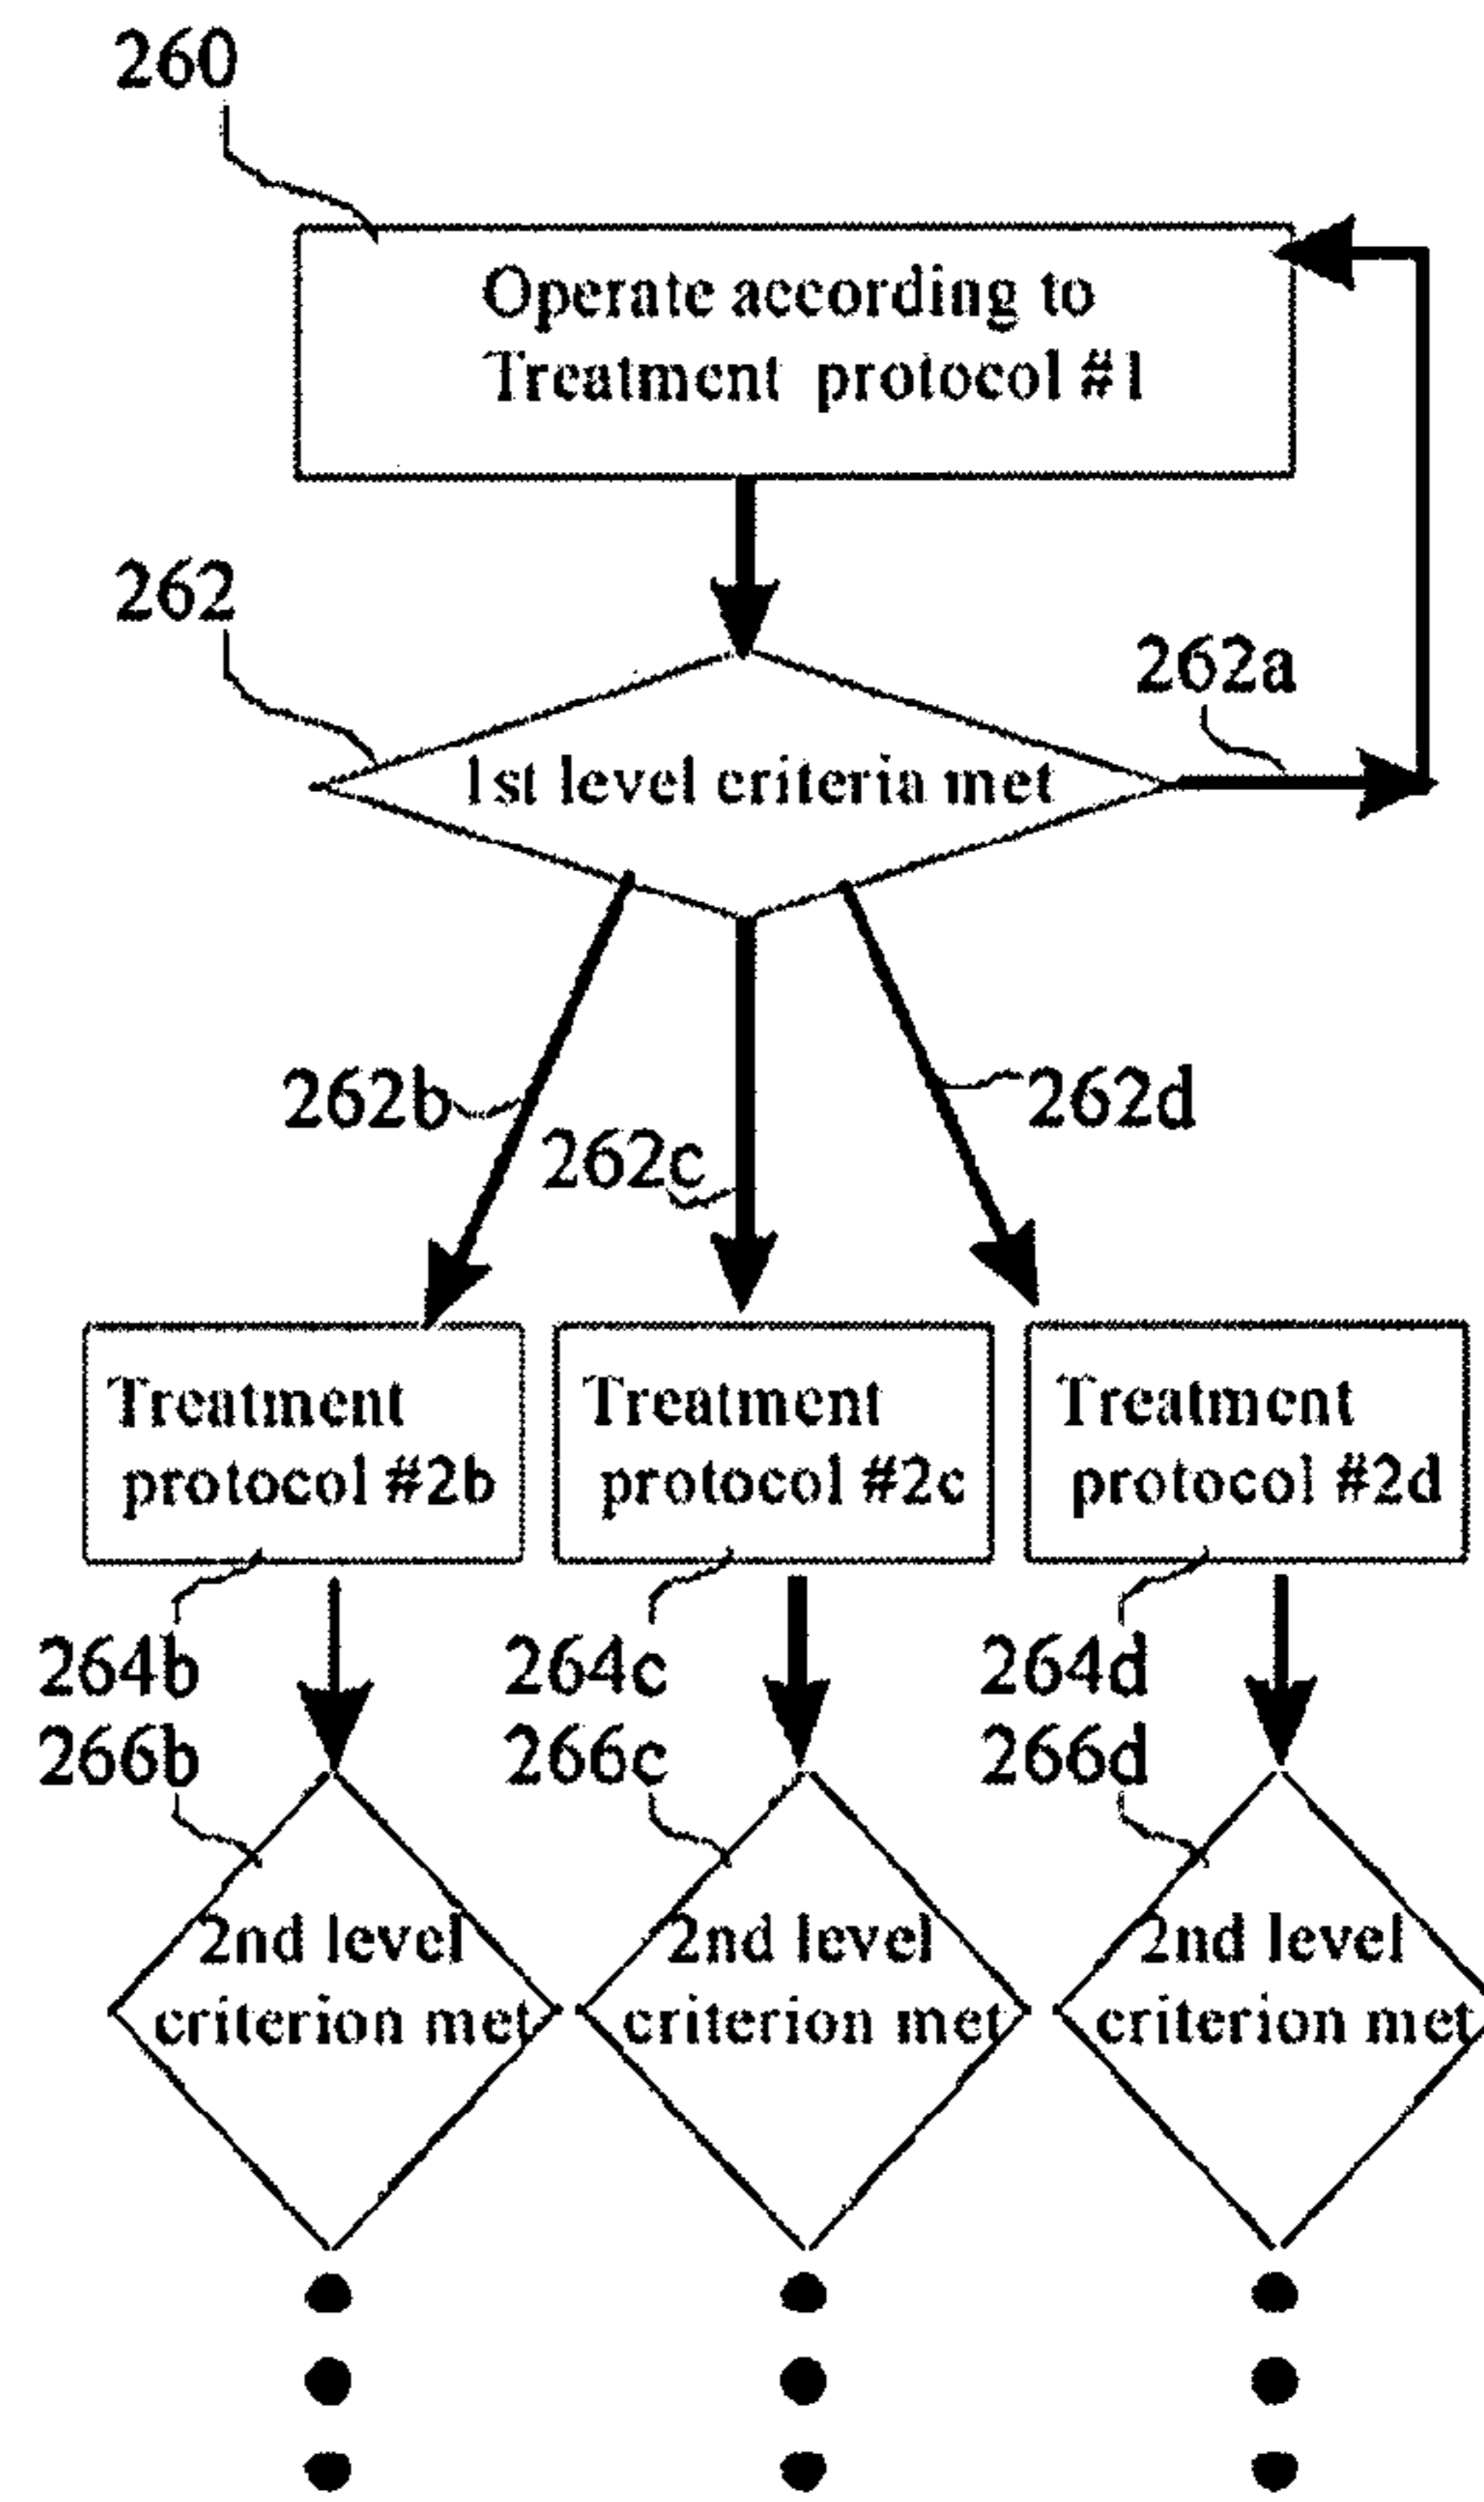 260
Operate according to
Treatment protocol #1
262
262a
1st level criteria met
262b
262d
262c
Treatment
protocol #2b
Treatment
protocol #2c
Treatment
protocol #2d
264b
264c
264d
266b
266c
266d
2nd level
criterion met
2nd level
criterion met
2nd level
criterion met